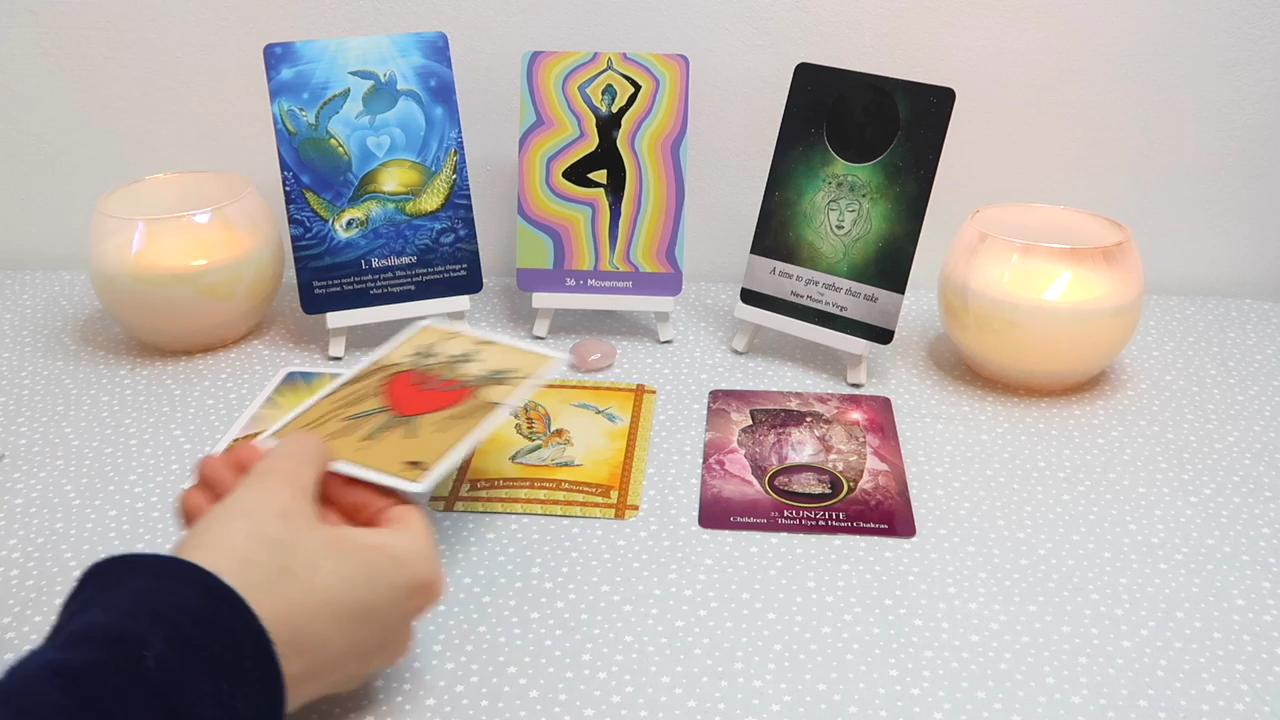 1. Resilience
There is no need to rush or push. This is a time to take things as
they come. You have the determination and patience to handle
what is happening.
36 • Movement
A time to give rather than take
New Moon in Virgo
Be Honest with Yourself
22. KUNZITE
Children – Third Eye & Heart Chakras